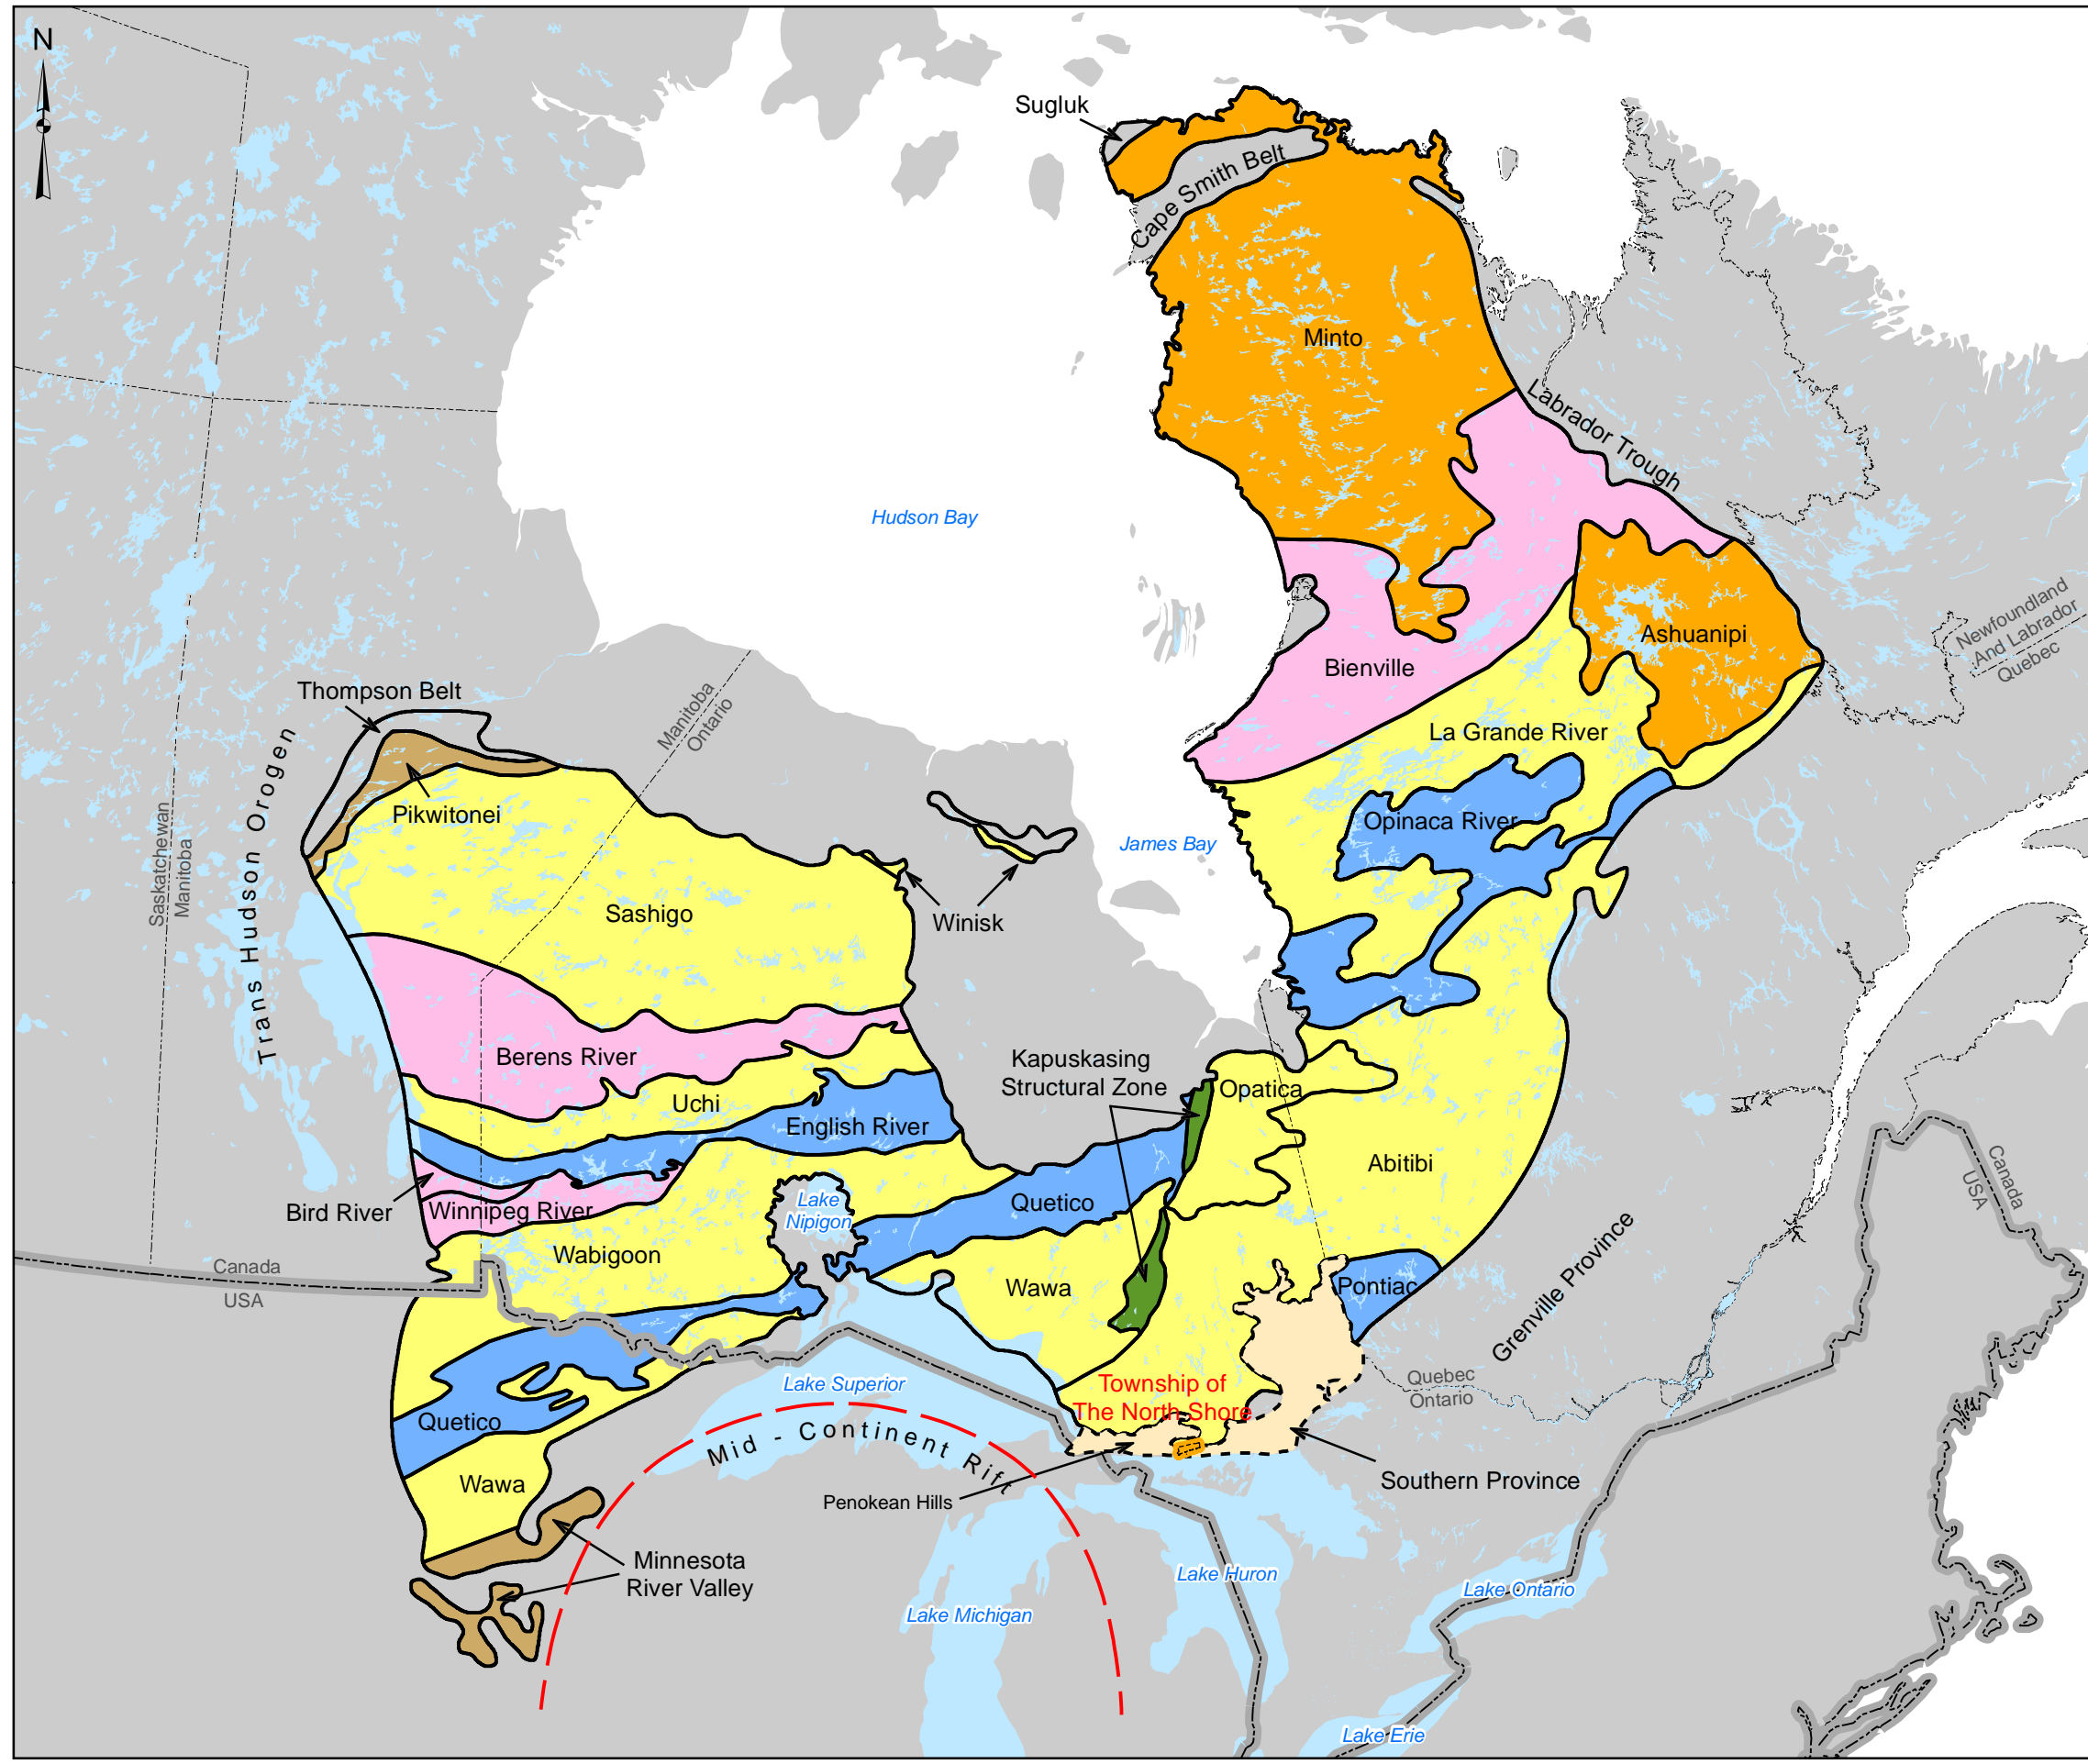 N
Sugluk
Cape Smith Belt
Minto
Labrador Trough
Hudson Bay
Newfoundland
And Labrador
Quebec
Ashuanipi
Bienville
Thompson Belt
Manitoba
Ontario
La Grande River
Trans Hudson Orogen
Pikwitonei
Opinaca River
James Bay
Saskatchewan
Manitoba
Sashigo
Winisk
Berens River
Kapuskasing
Structural Zone
Opatica
Uchi
English River
Abitibi
Canada
USA
Bird River
Winnipeg River
Lake
Nipigon
Quetico
Wabigoon
Canada
USA
Wawa
Pontiac
Grenville Province
Lake Superior
Township of
The North Shore
Quebec
Ontario
Quetico
Mid - Continent Rift
Wawa
Penokean Hills
Southern Province
Minnesota
River Valley
Lake Huron
Lake Ontario
Lake Michigan
Lake Erie